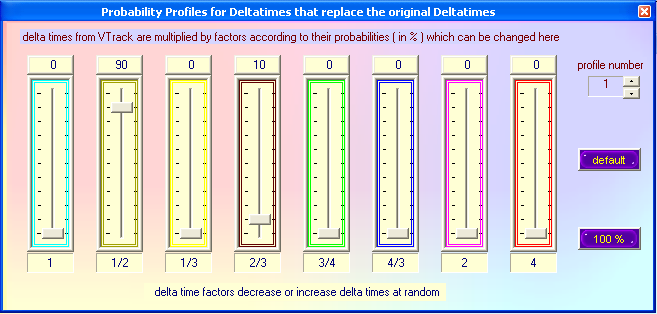 Probability Profiles for Deltatimes that replace the original Deltatimes
delta times from VTrack are multiplied by factors according to their probabilities ( in % ) which can be changed here
0 90 0 10 0 0 0 0
profile number
1
default
100 %
1 1/2 1/3 2/3 3/4 4/3 2 4
delta time factors decrease or increase delta times at random